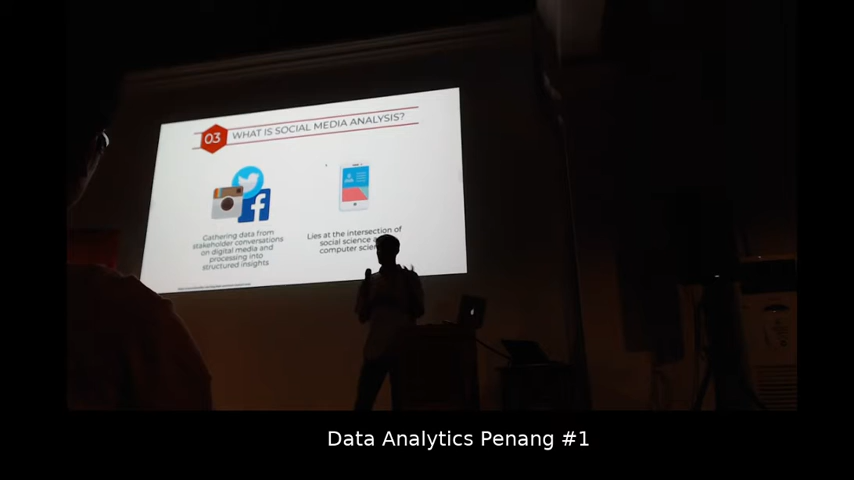 03
WHAT IS SOCIAL MEDIA ANALYSIS?
Gathering data from
stakeholder conversations
on digital media and
processing into
structured insights
Lies at the intersection of
social science
computer
Data Analytics Penang #1